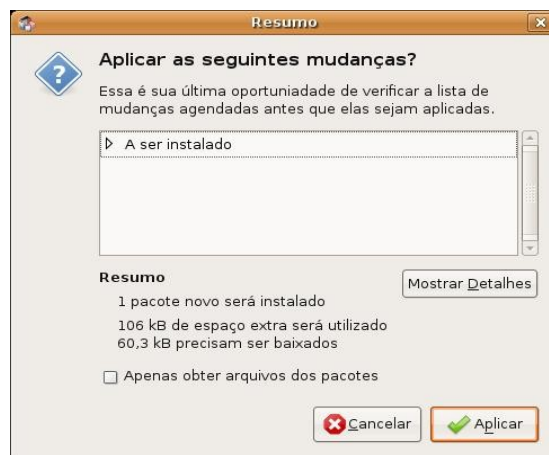 Resumo
Aplicar as seguintes mudanças?
Essa é sua última oportuniadade de verificar a lista de
mudanças agendadas antes que elas sejam aplicadas.
A ser instalado
Resumo
Mostrar Detalhes
1 pacote novo será instalado
106 kB de espaço extra será utilizado
60,3 kB precisam ser baixados
Apenas obter arquivos dos pacotes
Cancelar
Aplicar